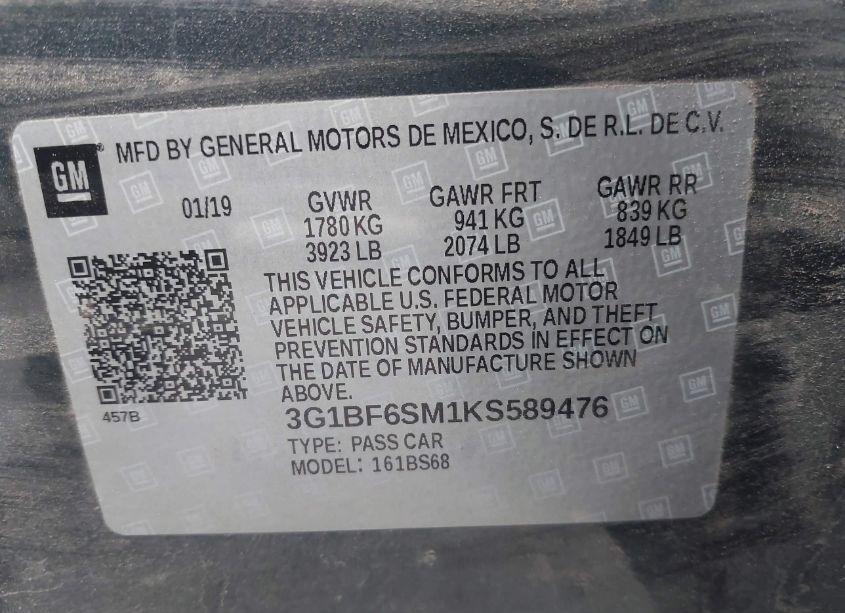 GM
MFD BY GENERAL MOTORS DE MEXICO, S. DE R.L. DE C.V.
01/19
GVWR GAWR FRT GAWR RR
1780 KG 941 KG 839 KG
3923 LB 2074 LB 1849 LB
THIS VEHICLE CONFORMS TO ALL
APPLICABLE U.S. FEDERAL MOTOR
VEHICLE SAFETY, BUMPER, AND THEFT
PREVENTION STANDARDS IN EFFECT ON
THE DATE OF MANUFACTURE SHOWN
ABOVE.
457B
3G1BF6SM1KS589476
TYPE: PASS CAR
MODEL: 161BS68